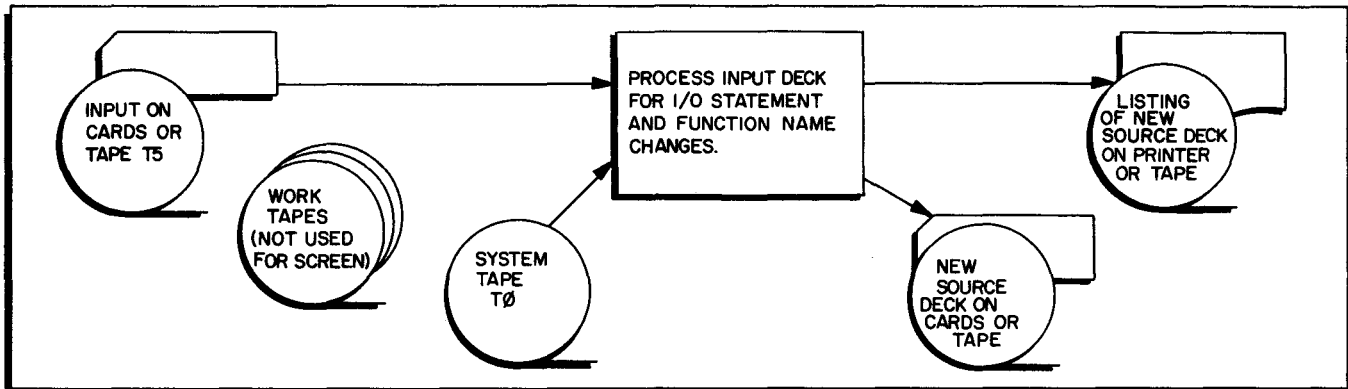 INPUT ON
CARDS OR
TAPE T5
WORK
TAPES
(NOT USED
FOR SCREEN)
SYSTEM
TAPE
TØ
PROCESS INPUT DECK
FOR I/O STATEMENT
AND FUNCTION NAME
CHANGES.
LISTING
OF NEW
SOURCE DECK
ON PRINTER
OR TAPE
NEW
SOURCE
DECK ON
CARDS OR
TAPE